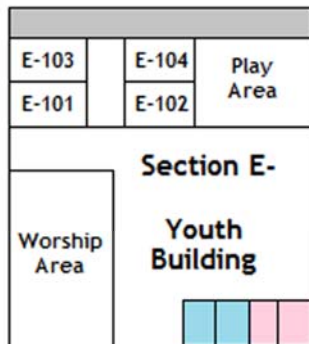 E-103
E-104
Play
Area
E-101
E-102
Section E-
Youth
Building
Worship
Area